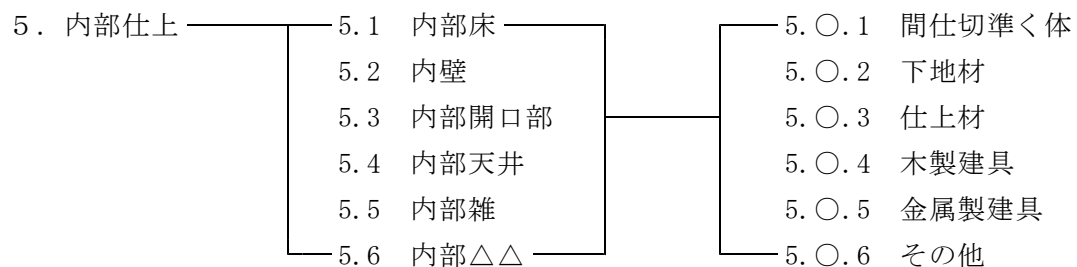 ５．内部仕上
5.1 内部床
5.2 内壁
5.3 内部開口部
5.4 内部天井
5.5 内部雑
5.6 内部△△
5.○.1 間仕切準く体
5.○.2 下地材
5.○.3 仕上材
5.○.4 木製建具
5.○.5 金属製建具
5.○.6 その他